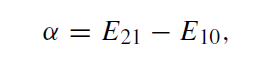 α = E₂₁ − E₁₀,